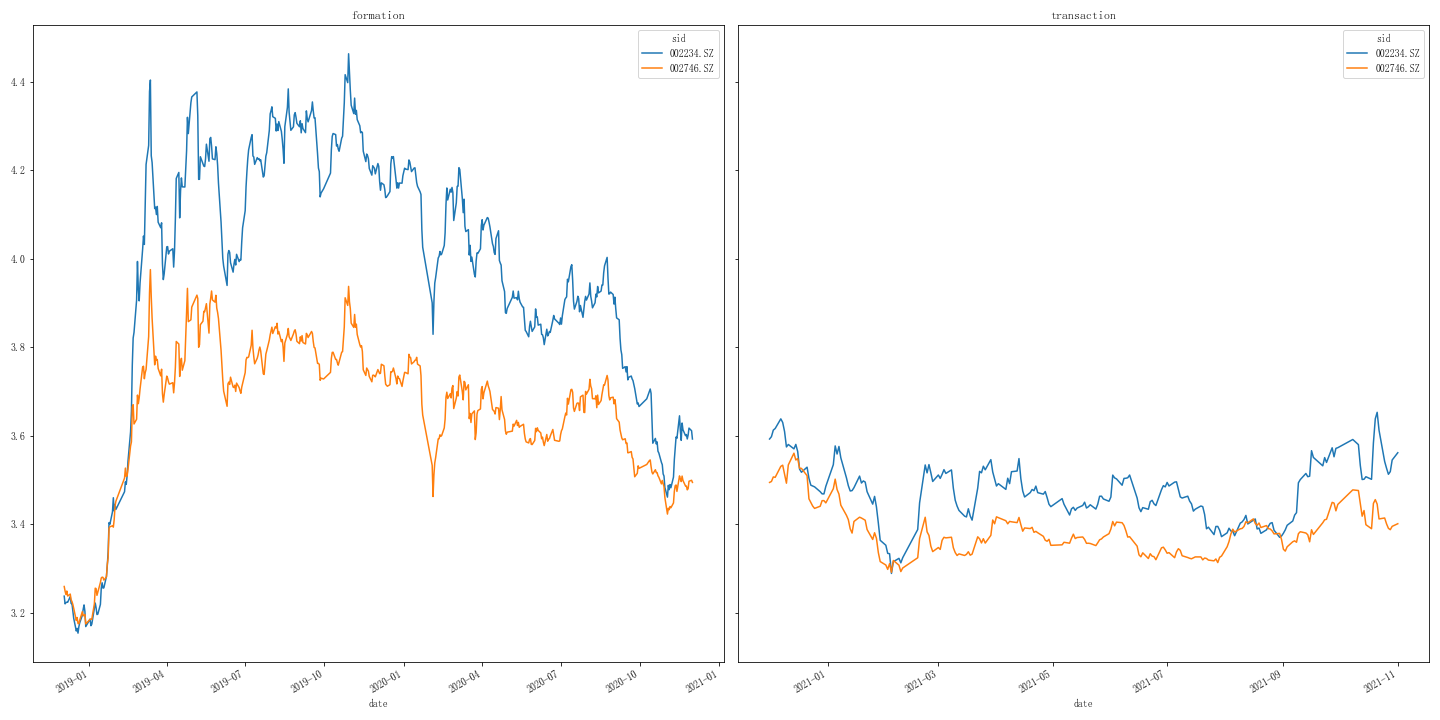 formation
sid
002234.SZ
002746.SZ
4.4
4.2
4.0
3.8
3.6
3.4
3.2
2019-01
2019-04
2019-07
2019-10
2020-01
2020-04
2020-07
2020-10
2021-01
date
transaction
sid
002234.SZ
002746.SZ
2021-01
2021-03
2021-05
2021-07
2021-09
2021-11
date